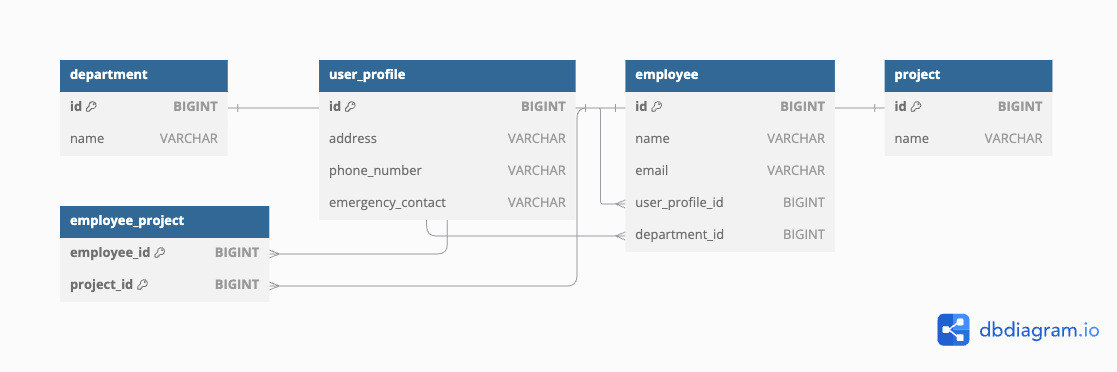 department
id BIGINT
name VARCHAR
user_profile
id BIGINT
address VARCHAR
phone_number VARCHAR
emergency_contact VARCHAR
employee
id BIGINT
name VARCHAR
email VARCHAR
user_profile_id BIGINT
department_id BIGINT
project
id BIGINT
name VARCHAR
employee_project
employee_id BIGINT
project_id BIGINT
dbdiagram.io